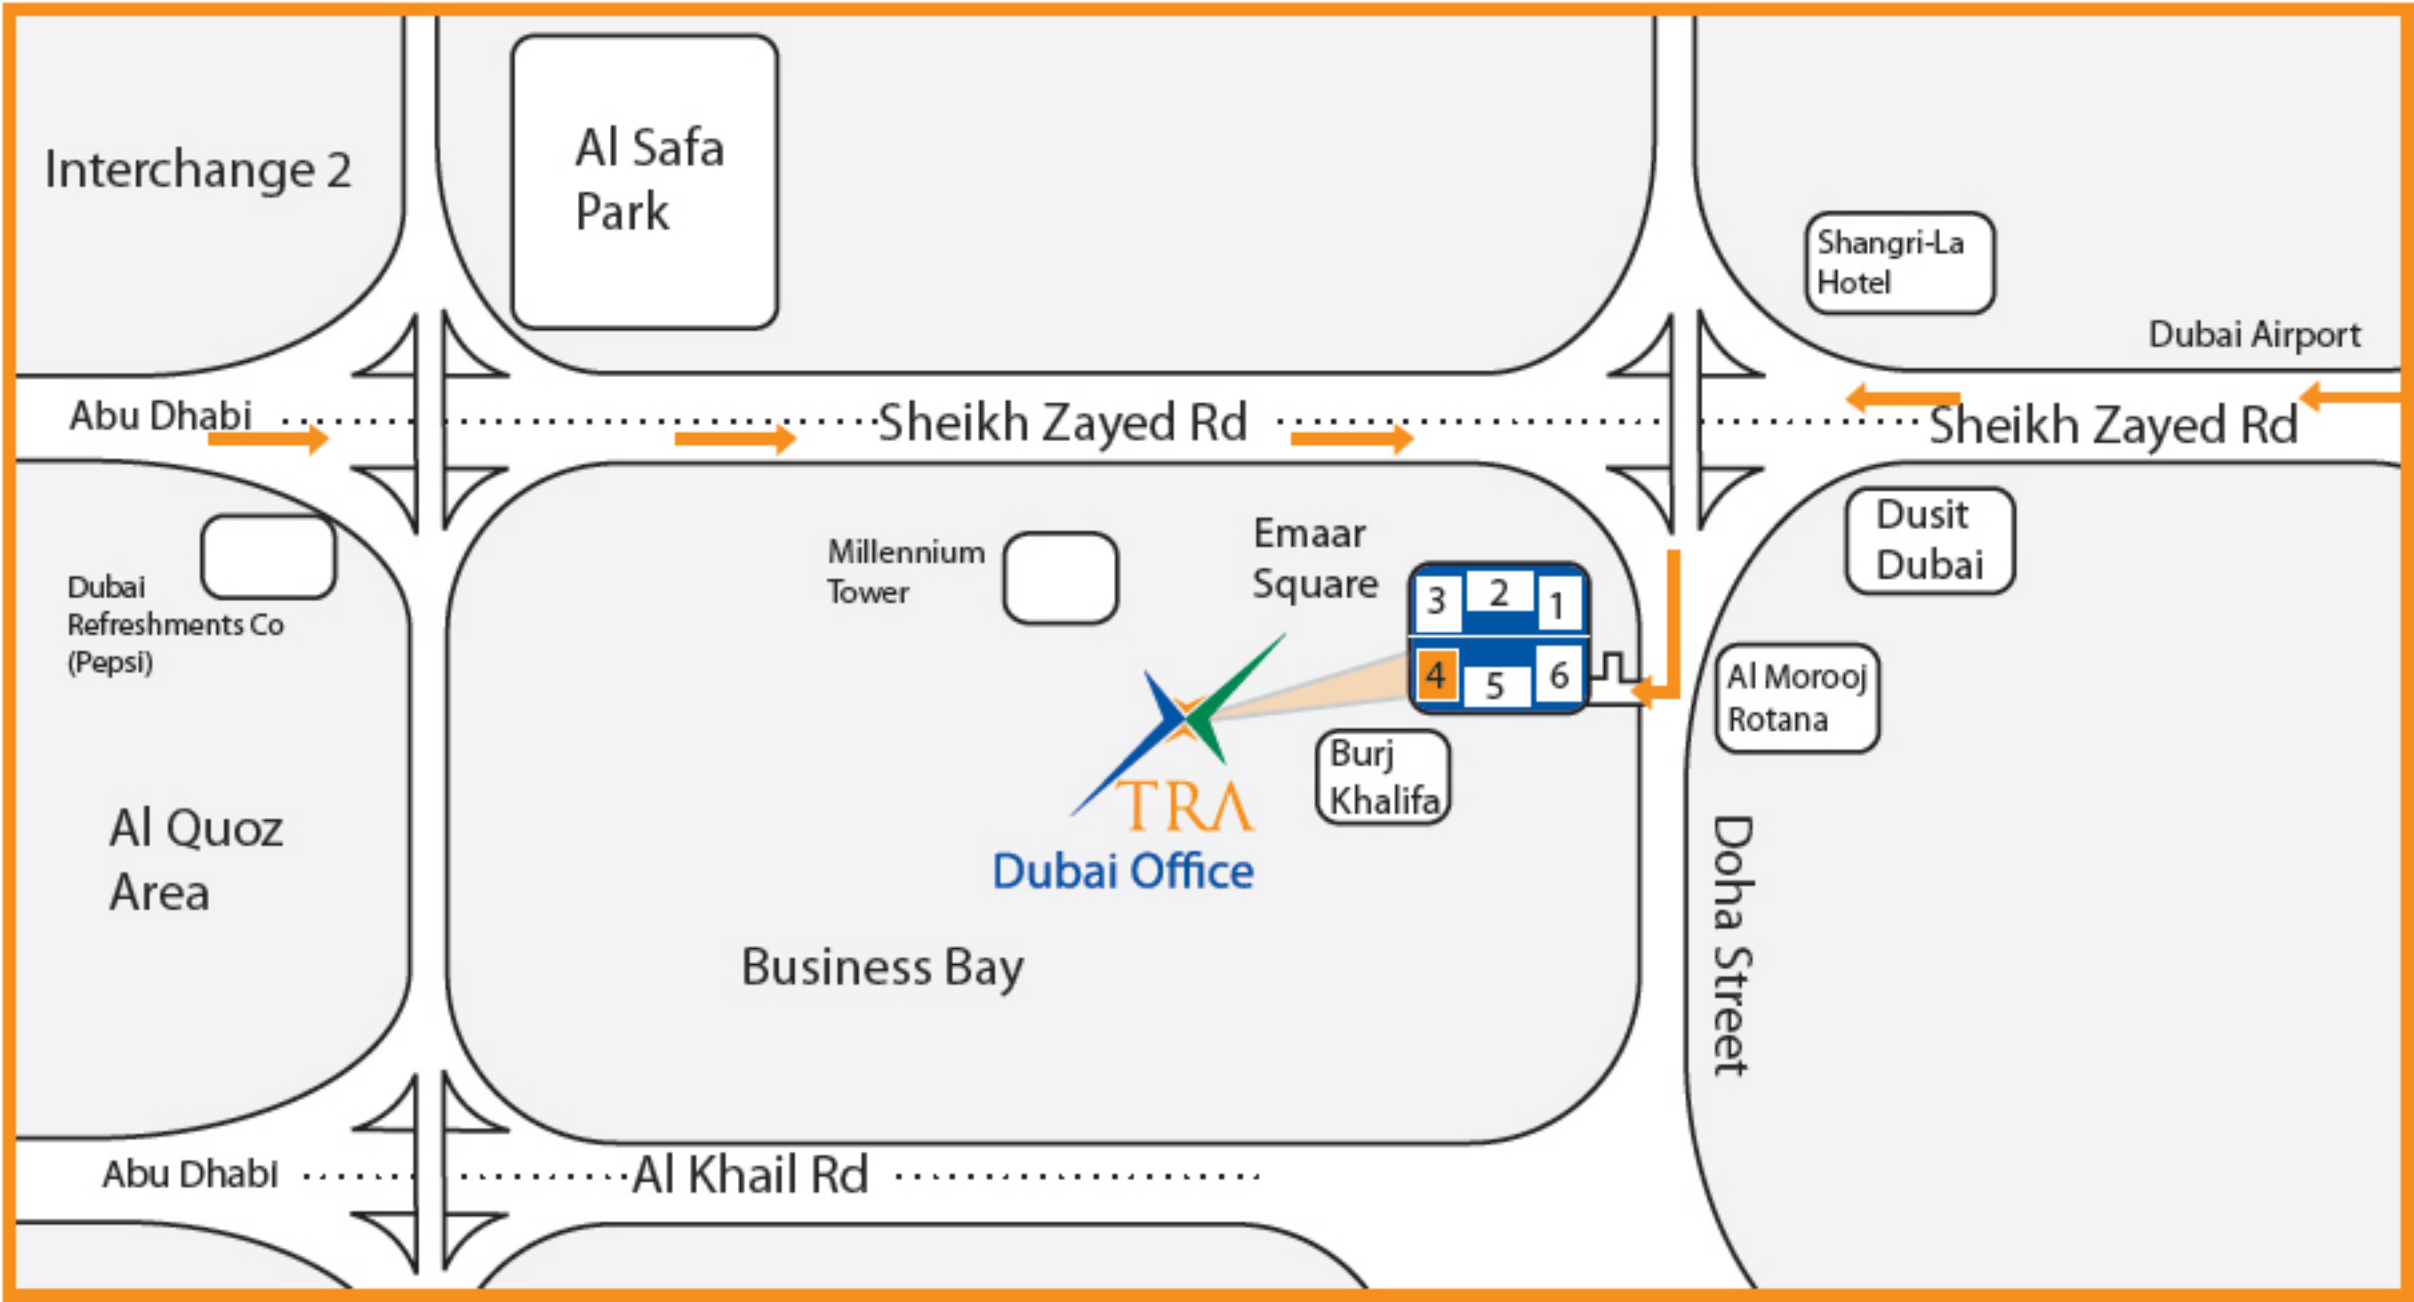 Interchange 2
Al Safa
Park
Shangri-La
Hotel
Dubai Airport
Abu Dhabi
Sheikh Zayed Rd
Sheikh Zayed Rd
Dubai
Refreshments Co
(Pepsi)
Millennium
Tower
Emaar
Square
3
2
1
4
5
6
Dusit
Dubai
Al Morooj
Rotana
Burj
Khalifa
TRA
Dubai Office
Al Quoz
Area
Business Bay
Doha Street
Abu Dhabi
Al Khail Rd